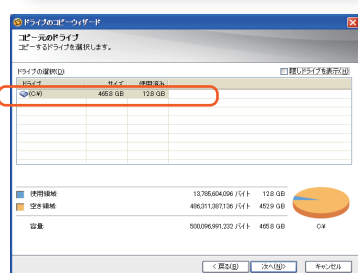 ドライブのコピーウィザード
コピー元のドライブ
コピーするドライブを選択します。
ドライブの選択(D)
隠しドライブを表示(H)
ドライブ サイズ 使用済み
(C:¥) 465.8 GB 12.8 GB
使用領域 13,785,604,096 バイト 12.8 GB
空き領域 486,311,387,136 バイト 452.9 GB
容量 500,096,991,232 バイト 465.8 GB C:¥
< 戻る(B) 次へ(N)> キャンセル